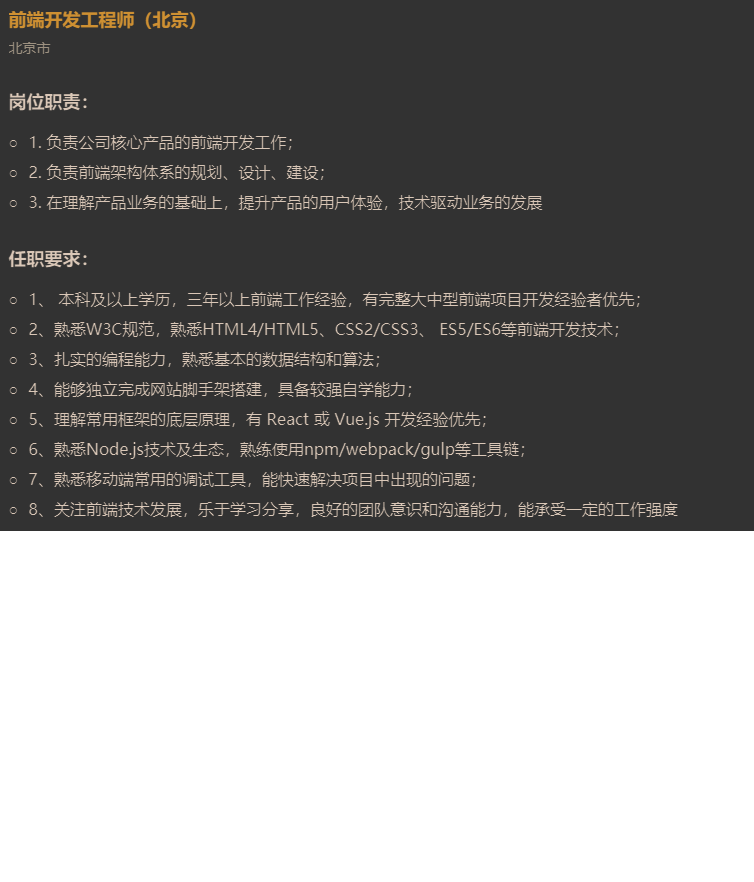 前端开发工程师（北京）
北京市
岗位职责：
○ 1. 负责公司核心产品的前端开发工作；
○ 2. 负责前端架构体系的规划、设计、建设；
○ 3. 在理解产品业务的基础上，提升产品的用户体验，技术驱动业务的发展
任职要求：
○ 1、 本科及以上学历，三年以上前端工作经验，有完整大中型前端项目开发经验者优先；
○ 2、熟悉W3C规范，熟悉HTML4/HTML5、CSS2/CSS3、 ES5/ES6等前端开发技术；
○ 3、扎实的编程能力，熟悉基本的数据结构和算法；
○ 4、能够独立完成网站脚手架搭建，具备较强自学能力；
○ 5、理解常用框架的底层原理，有 React 或 Vue.js 开发经验优先；
○ 6、熟悉Node.js技术及生态，熟练使用npm/webpack/gulp等工具链；
○ 7、熟悉移动端常用的调试工具，能快速解决项目中出现的问题；
○ 8、关注前端技术发展，乐于学习分享，良好的团队意识和沟通能力，能承受一定的工作强度